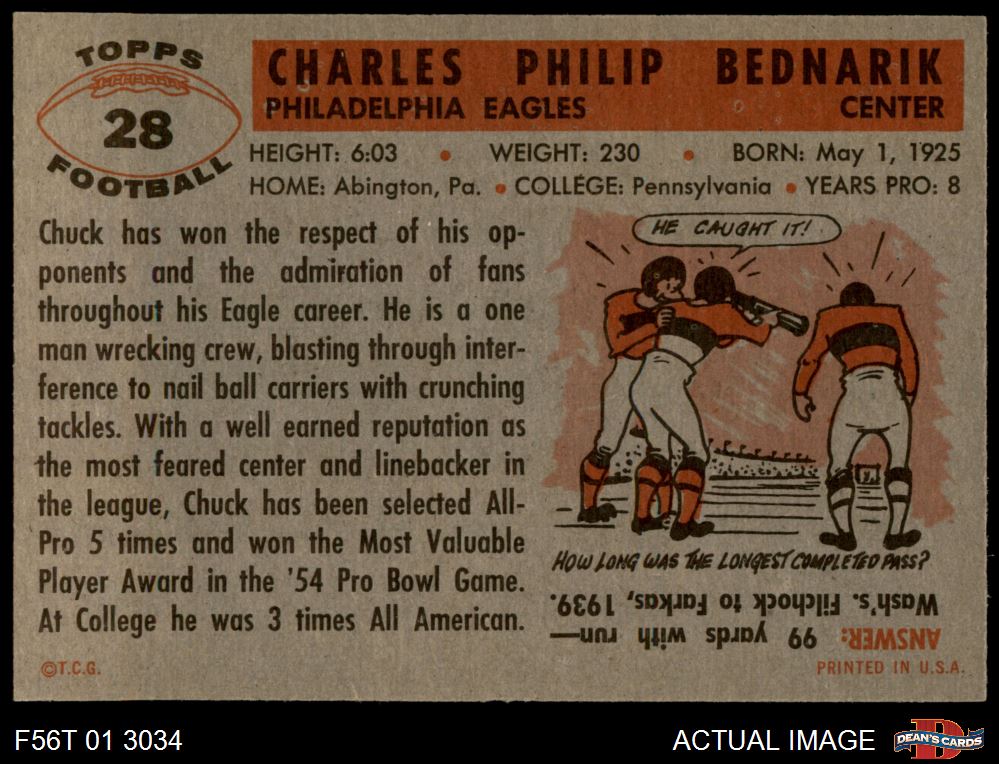 TOPPS
28
FOOTBALL
CHARLES PHILIP BEDNARIK
PHILADELPHIA EAGLES CENTER
HEIGHT: 6:03 • WEIGHT: 230 • BORN: May 1, 1925
HOME: Abington, Pa. • COLLEGE: Pennsylvania • YEARS PRO: 8
Chuck has won the respect of his op-
ponents and the admiration of fans
throughout his Eagle career. He is a one
man wrecking crew, blasting through inter-
ference to nail ball carriers with crunching
tackles. With a well earned reputation as
the most feared center and linebacker in
the league, Chuck has been selected All-
Pro 5 times and won the Most Valuable
Player Award in the '54 Pro Bowl Game.
At College he was 3 times All American.
HE CAUGHT IT!
HOW LONG WAS THE LONGEST COMPLETED PASS?
ANSWER: 99 yards with run—
Wash's. Filchock to Farkas, 1939.
©T.C.G.
PRINTED IN U.S.A.
F56T 01 3034
ACTUAL IMAGE
DEAN'S CARDS